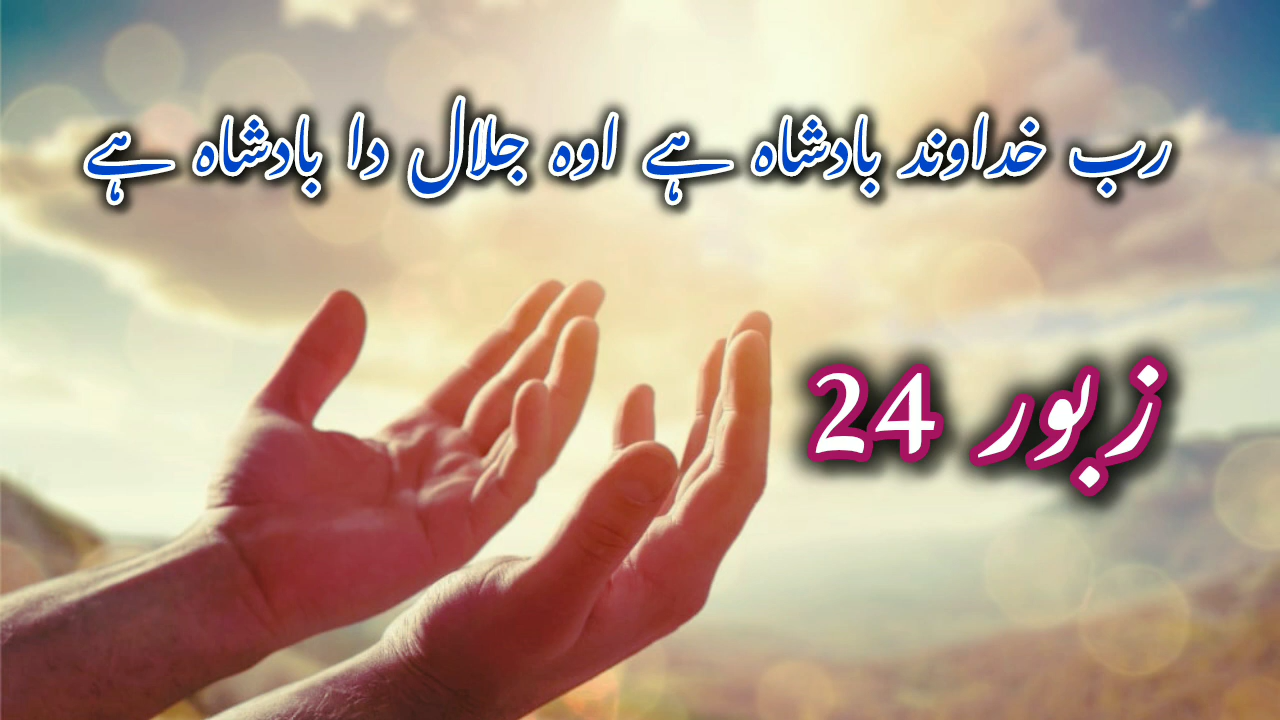 رب خداوند بادشاہ ہے اوہ جلال دا بادشاہ ہے
زبور 24